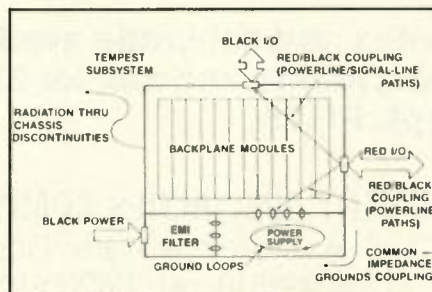 TEMPEST
SUBSYSTEM
BLACK I/O
RED/BLACK COUPLING
(POWERLINE/SIGNAL-LINE
PATHS)
RADIATION THRU
CHASSIS
DISCONTINUITIES
BACKPLANE MODULES
RED I/O
RED/BLACK
COUPLING
(POWERLINE
PATHS)
BLACK POWER
EMI
FILTER
POWER
SUPPLY
GROUND LOOPS
COMMON —
IMPEDANCE
GROUNDS COUPLING